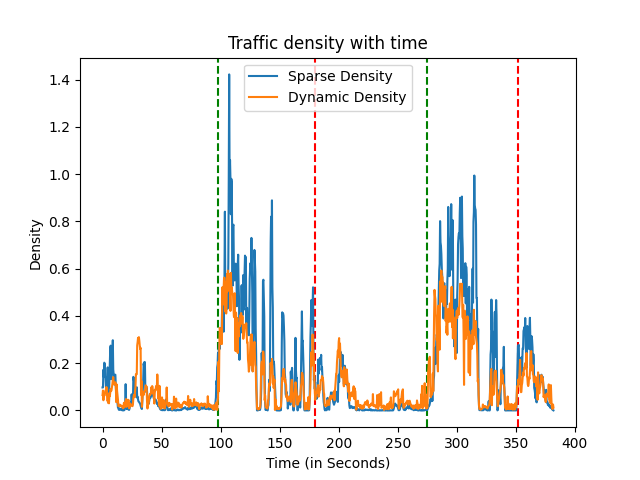 Traffic density with time
Sparse Density
Dynamic Density
Density
1.4
1.2
1.0
0.8
0.6
0.4
0.2
0.0
0 50 100 150 200 250 300 350 400
Time (in Seconds)